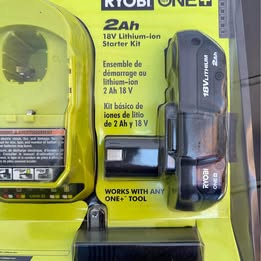 RYOBI ONE+
2Ah
18V Lithium-ion
Starter Kit
Ensemble de
démarrage au
lithium-ion
2 Ah 18 V
Kit básico de
iones de litio
de 2 Ah y 18 V
WORKS WITH ANY
ONE+ TOOL
18V LITHIUM
2Ah
RYOBI
ONE